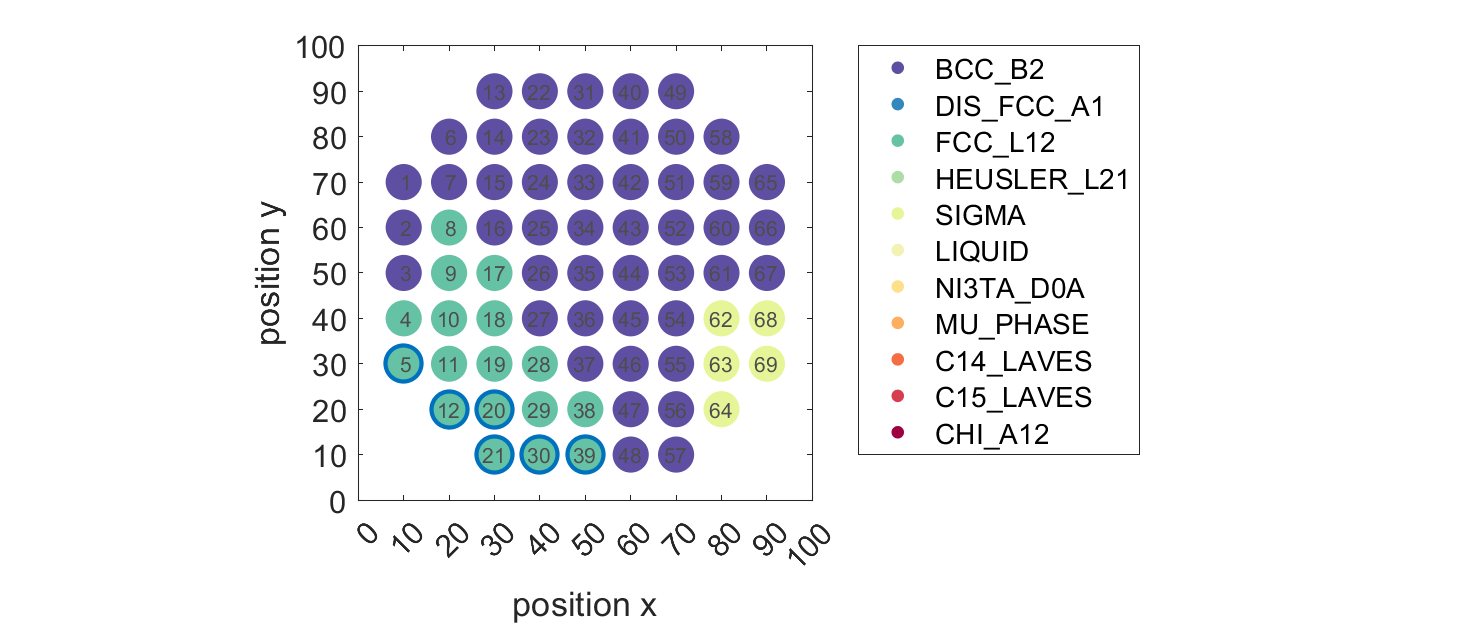 100
90
80
70
60
50
40
30
20
10
0
position y
13 22 31 40 49
6 14 23 32 41 50 58
1 7 15 24 33 42 51 59 65
2 8 16 25 34 43 52 60 66
3 9 17 26 35 44 53 61 67
4 10 18 27 36 45 54 62 68
5 11 19 28 37 46 55 63 69
12 20 29 38 47 56 64
21 30 39 48 57
0 10 20 30 40 50 60 70 80 90 100
position x
BCC_B2
DIS_FCC_A1
FCC_L12
HEUSLER_L21
SIGMA
LIQUID
NI3TA_D0A
MU_PHASE
C14_LAVES
C15_LAVES
CHI_A12